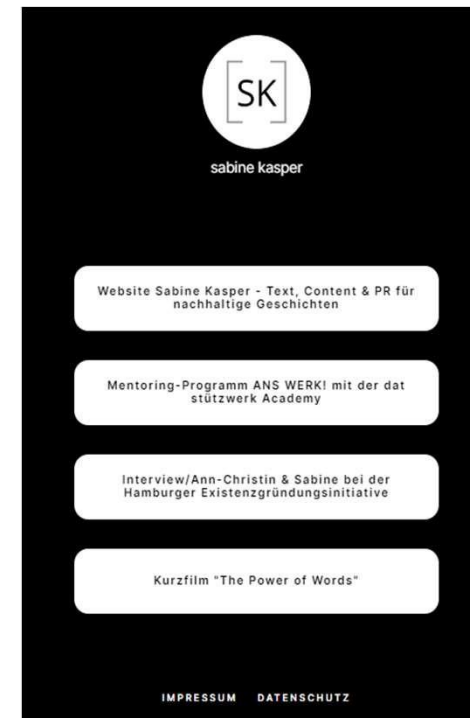 SK
sabine kasper
Website Sabine Kasper - Text, Content & PR für
nachhaltige Geschichten
Mentoring-Programm ANS WERK! mit der dat
stützwerk Academy
Interview/Ann-Christin & Sabine bei der
Hamburger Existenzgründungsinitiative
Kurzfilm "The Power of Words"
IMPRESSUM DATENSCHUTZ